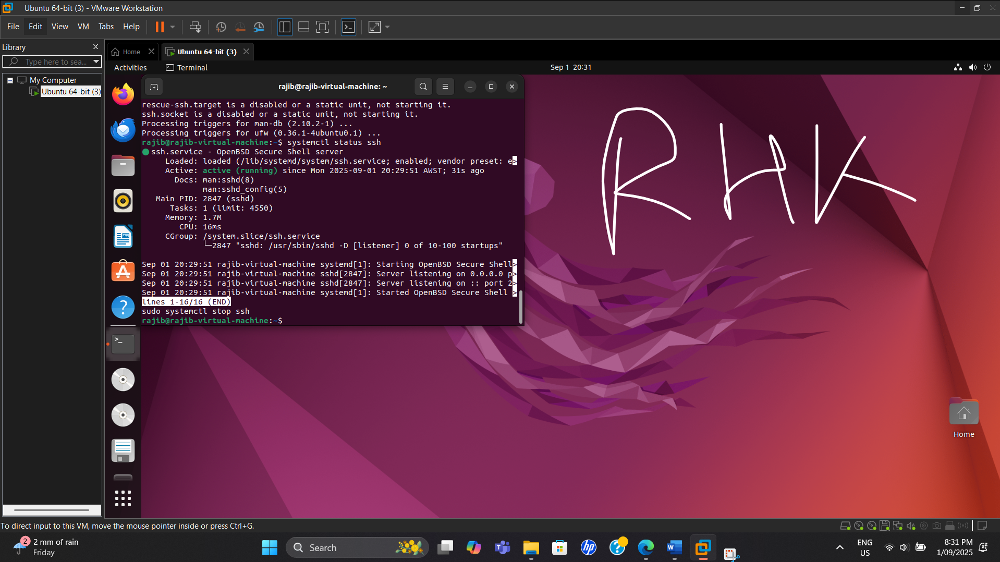 Ubuntu 64-bit (3) - VMware Workstation
File Edit View VM Tabs Help
Library
Type here to sea...
My Computer
Ubuntu 64-bit (3)
Home
Ubuntu 64-bit (3)
Activities
Terminal
Sep 1 20:31
rajib@rajib-virtual-machine: ~
rescue-ssh.target is a disabled or a static unit, not starting it.
ssh.socket is a disabled or a static unit, not starting it.
Processing triggers for man-db (2.10.2-1) ...
Processing triggers for ufw (0.36.1-4ubuntu0.1) ...
rajib@rajib-virtual-machine:~$ systemctl status ssh
ssh.service - OpenBSD Secure Shell server
Loaded: loaded (/lib/systemd/system/ssh.service; enabled; vendor preset: e>
Active: active (running) since Mon 2025-09-01 20:29:51 AWST; 31s ago
Docs: man:sshd(8)
man:sshd_config(5)
Main PID: 2847 (sshd)
Tasks: 1 (limit: 4550)
Memory: 1.7M
CPU: 16ms
CGroup: /system.slice/ssh.service
└─2847 "sshd: /usr/sbin/sshd -D [listener] 0 of 10-100 startups"
Sep 01 20:29:51 rajib-virtual-machine systemd[1]: Starting OpenBSD Secure Shell>
Sep 01 20:29:51 rajib-virtual-machine sshd[2847]: Server listening on 0.0.0.0 p>
Sep 01 20:29:51 rajib-virtual-machine sshd[2847]: Server listening on :: port 2>
Sep 01 20:29:51 rajib-virtual-machine systemd[1]: Started OpenBSD Secure Shell >
lines 1-16/16 (END)
sudo systemctl stop ssh
rajib@rajib-virtual-machine:~$
RHK
Home
To direct input to this VM, move the mouse pointer inside or press Ctrl+G.
2
2 mm of rain
Friday
Search
hp
ENG
US
8:31 PM
1/09/2025